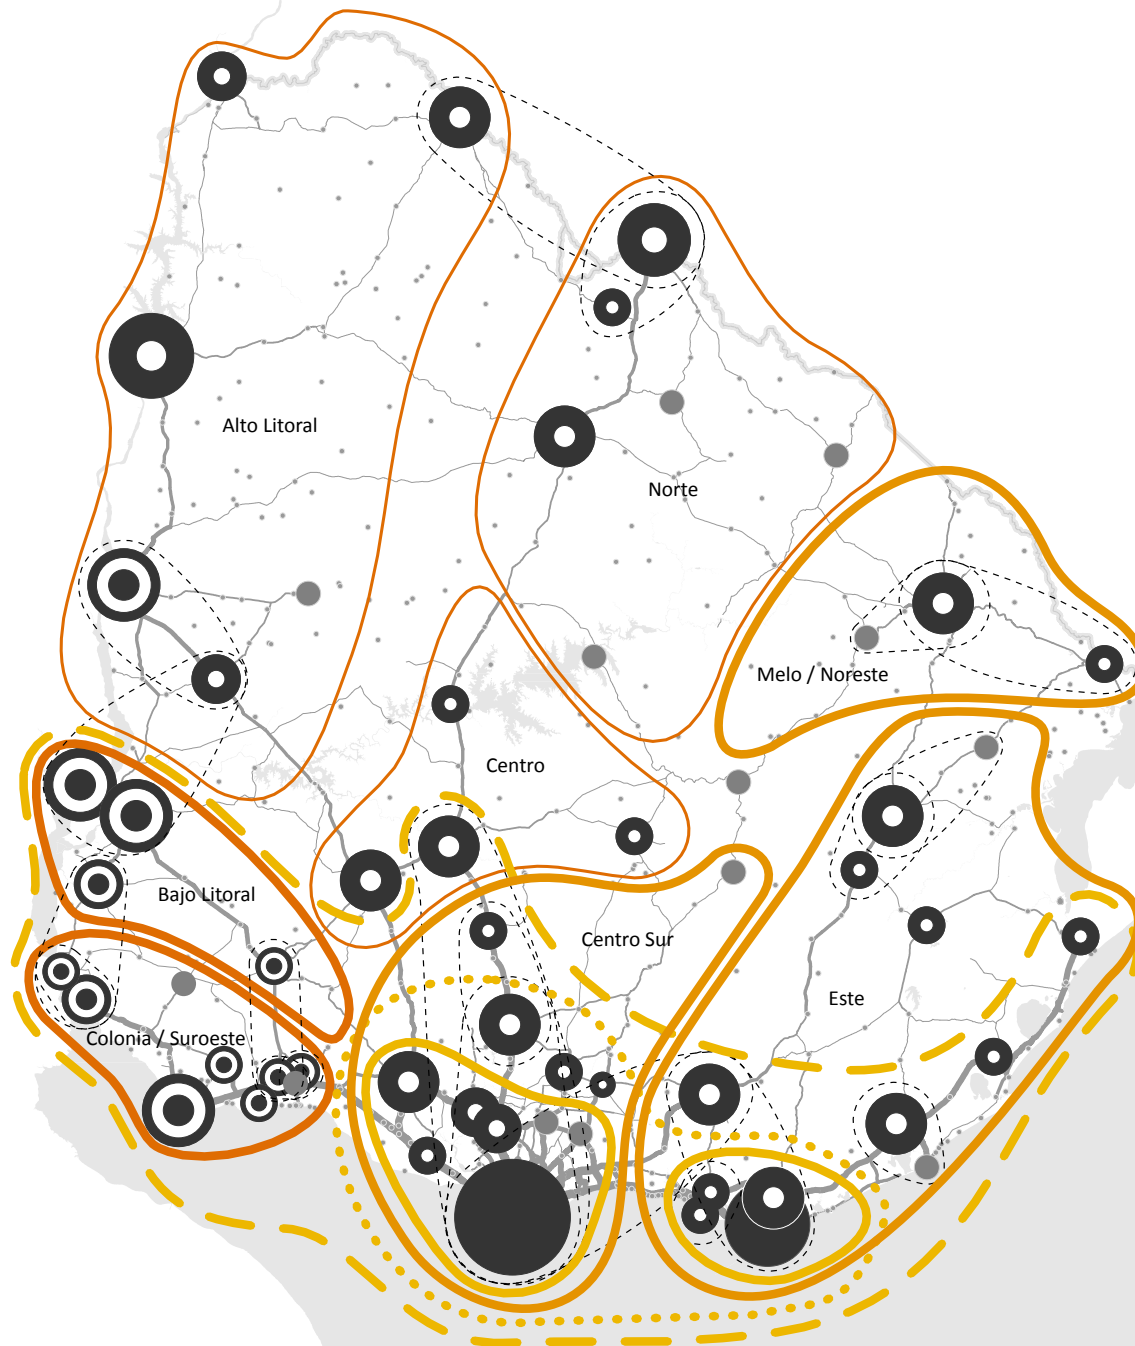 Alto Litoral
Norte
Melo / Noreste
Centro
Bajo Litoral
Centro Sur
Este
Colonia / Suroeste